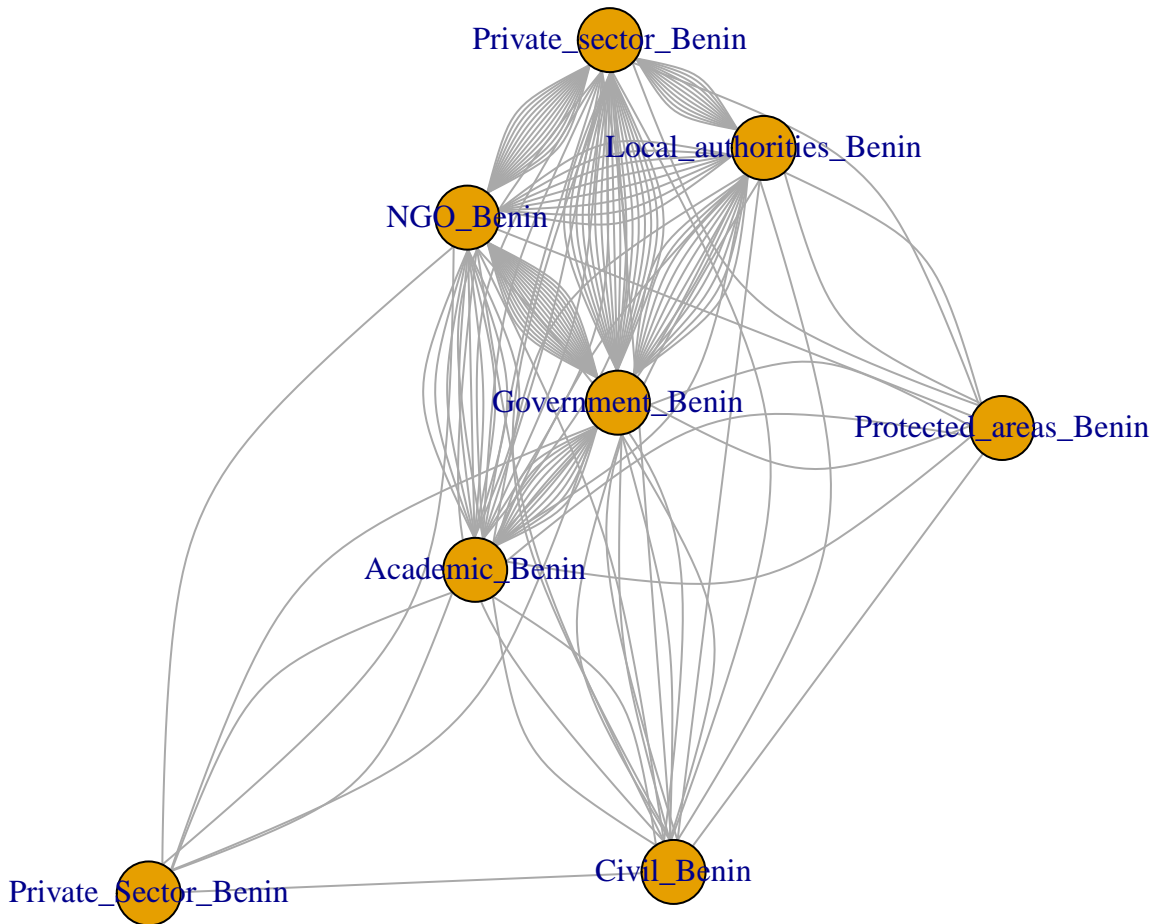 Private_sector_Benin
Local_authorities_Benin
NGO_Benin
Government_Benin
Protected_areas_Benin
Academic_Benin
Civil_Benin
Private_Sector_Benin